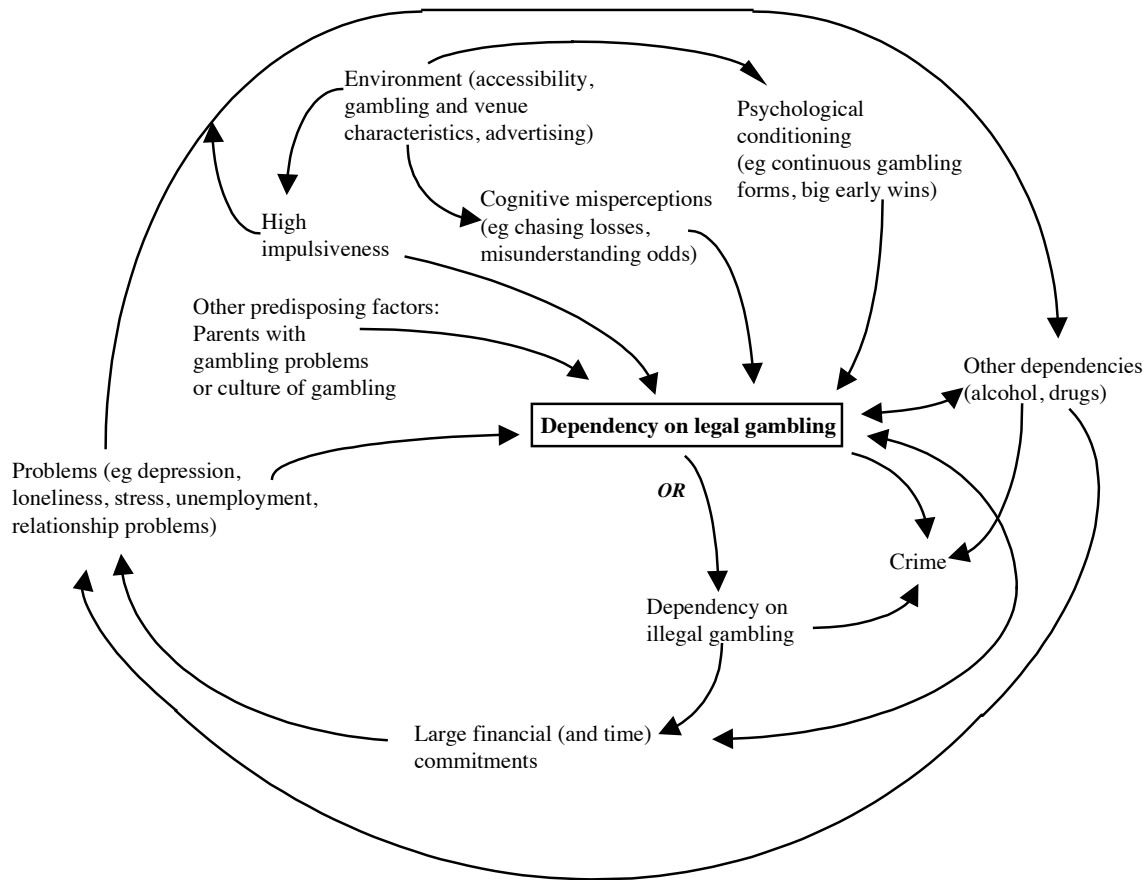 Environment (accessibility,
gambling and venue
characteristics, advertising)
Psychological
conditioning
(eg continuous gambling
forms, big early wins)
Cognitive misperceptions
(eg chasing losses,
misunderstanding odds)
High
impulsiveness
Other predisposing factors:
Parents with
gambling problems
or culture of gambling
Other dependencies
(alcohol, drugs)
Dependency on legal gambling
Problems (eg depression,
loneliness, stress, unemployment,
relationship problems)
OR
Crime
Dependency on
illegal gambling
Large financial (and time)
commitments